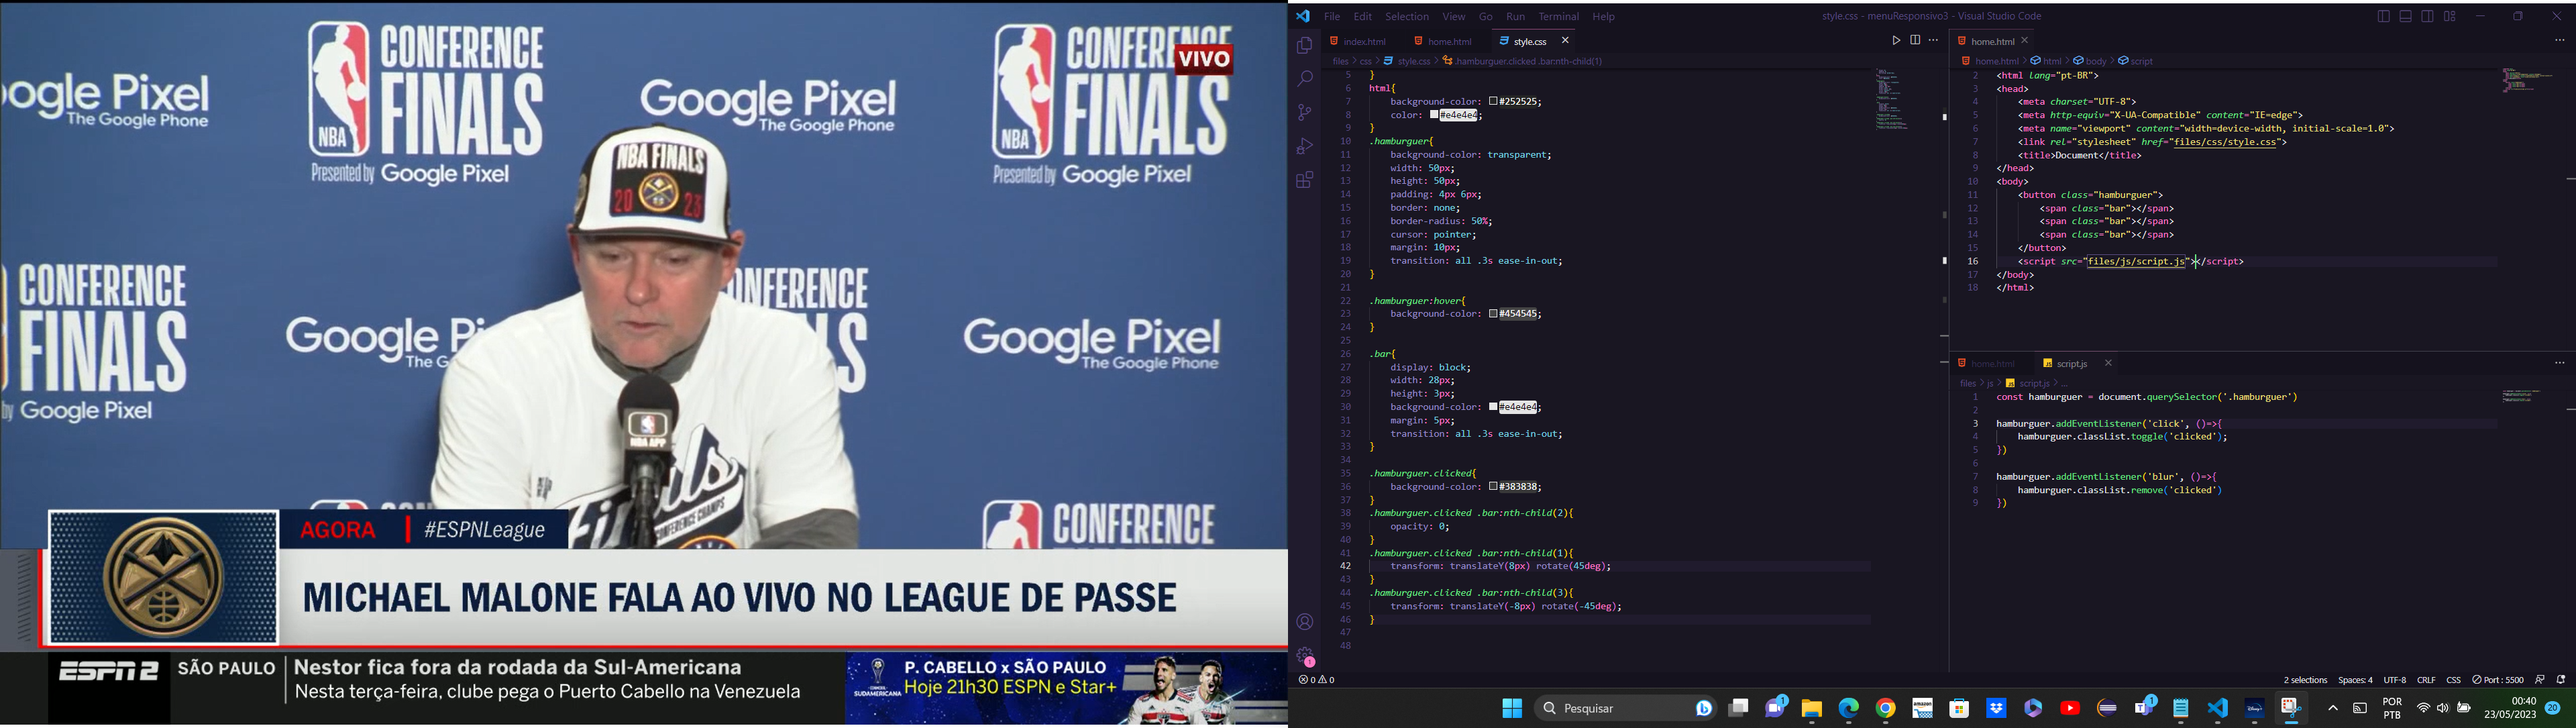 CONFERENCE
FINALS
NBA
Presented by Google Pixel
ogle Pixel
The Google Phone
Google Pixel
The Google Phone
CONFERENCE
FINALS
NBA
Presented by Google Pixel
VIVO
NBA FINALS
2023
CONFERENCE
FINALS
by Google Pixel
Google Pi
The Go
ONFERENCE
Google Pixel
The Google Phone
NBA APP
Finals
CONFERENCE CHAMPS
CONFERENCE
AGORA
#ESPNLeague
MICHAEL MALONE FALA AO VIVO NO LEAGUE DE PASSE
ESPN 2
SÃO PAULO
Nestor fica fora da rodada da Sul-Americana
Nesta terça-feira, clube pega o Puerto Cabello na Venezuela
SUDAMERICANA
P. CABELLO x SÃO PAULO
Hoje 21h30 ESPN e Star+
File Edit Selection View Go Run Terminal Help
style.css - menuResponsivo3 - Visual Studio Code
index.html home.html style.css
files > css > style.css > .hamburguer.clicked .bar:nth-child(1)
5 }
6 html{
7 background-color: #252525;
8 color: #e4e4e4;
9 }
10 .hamburguer{
11 background-color: transparent;
12 width: 50px;
13 height: 50px;
14 padding: 4px 6px;
15 border: none;
16 border-radius: 50%;
17 cursor: pointer;
18 margin: 10px;
19 transition: all .3s ease-in-out;
20 }
21
22 .hamburguer:hover{
23 background-color: #454545;
24 }
25
26 .bar{
27 display: block;
28 width: 28px;
29 height: 3px;
30 background-color: #e4e4e4;
31 margin: 5px;
32 transition: all .3s ease-in-out;
33 }
34
35 .hamburguer.clicked{
36 background-color: #383838;
37 }
38 .hamburguer.clicked .bar:nth-child(2){
39 opacity: 0;
40 }
41 .hamburguer.clicked .bar:nth-child(1){
42 transform: translateY(8px) rotate(45deg);
43 }
44 .hamburguer.clicked .bar:nth-child(3){
45 transform: translateY(-8px) rotate(-45deg);
46 }
47
48
home.html
home.html > html > body > script
2 <html lang="pt-BR">
3 <head>
4 <meta charset="UTF-8">
5 <meta http-equiv="X-UA-Compatible" content="IE=edge">
6 <meta name="viewport" content="width=device-width, initial-scale=1.0">
7 <link rel="stylesheet" href="files/css/style.css">
8 <title>Document</title>
9 </head>
10 <body>
11 <button class="hamburguer">
12 <span class="bar"></span>
13 <span class="bar"></span>
14 <span class="bar"></span>
15 </button>
16 <script src="files/js/script.js"></script>
17 </body>
18 </html>
home.html script.js
files > js > script.js > ...
1 const hamburguer = document.querySelector('.hamburguer')
2
3 hamburguer.addEventListener('click', ()=>{
4 hamburguer.classList.toggle('clicked');
5 })
6
7 hamburguer.addEventListener('blur', ()=>{
8 hamburguer.classList.remove('clicked')
9 })
0 0
2 selections Spaces: 4 UTF-8 CRLF CSS Port : 5500
Pesquisar
POR
PTB
00:40
23/05/2023
20